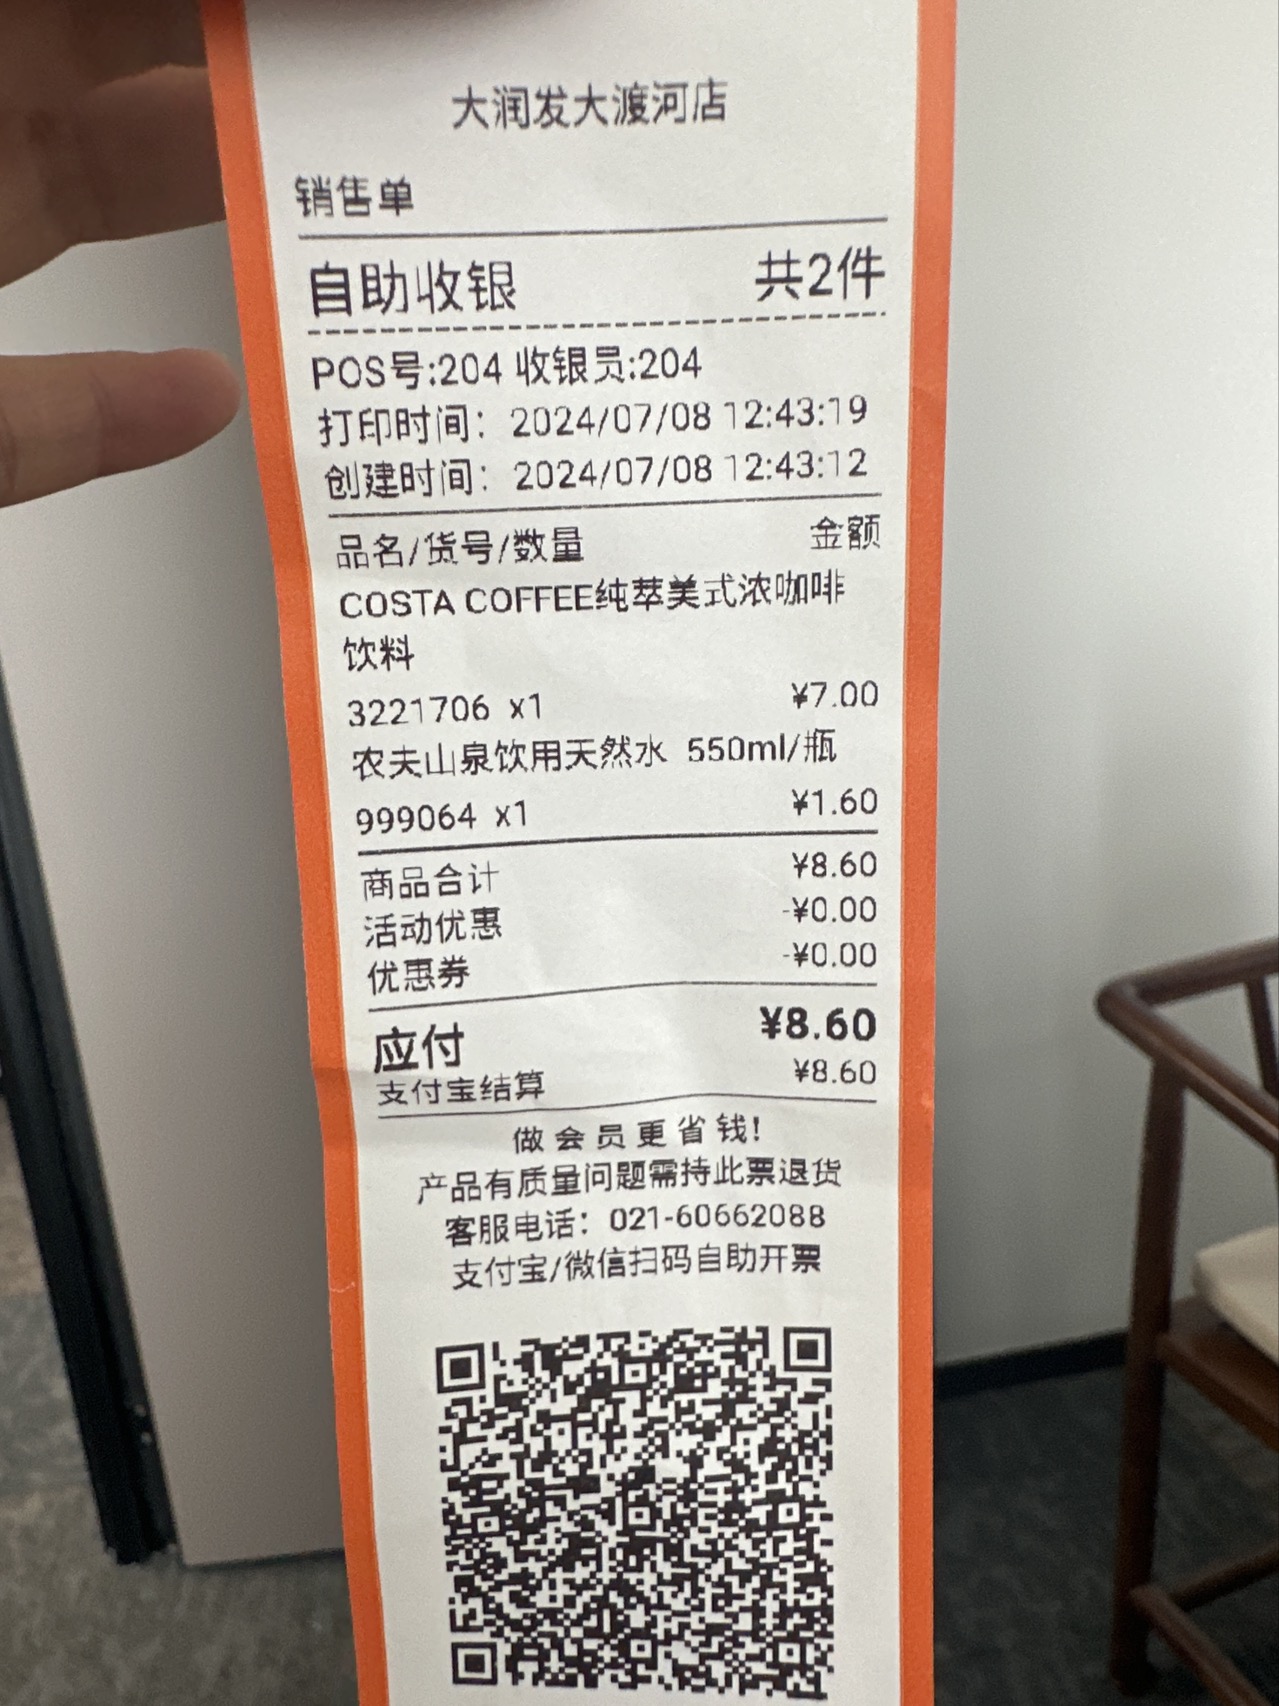 大润发大渡河店
销售单
自助收银 共2件
POS号:204 收银员:204
打印时间：2024/07/08 12:43:19
创建时间：2024/07/08 12:43:12
品名/货号/数量 金额
COSTA COFFEE纯萃美式浓咖啡
饮料
3221706 x1 ¥7.00
农夫山泉饮用天然水 550ml/瓶
999064 x1 ¥1.60
商品合计 ¥8.60
活动优惠 -¥0.00
优惠券 -¥0.00
应付 ¥8.60
支付宝结算 ¥8.60
做会员更省钱!
产品有质量问题需持此票退货
客服电话：021-60662088
支付宝/微信扫码自助开票